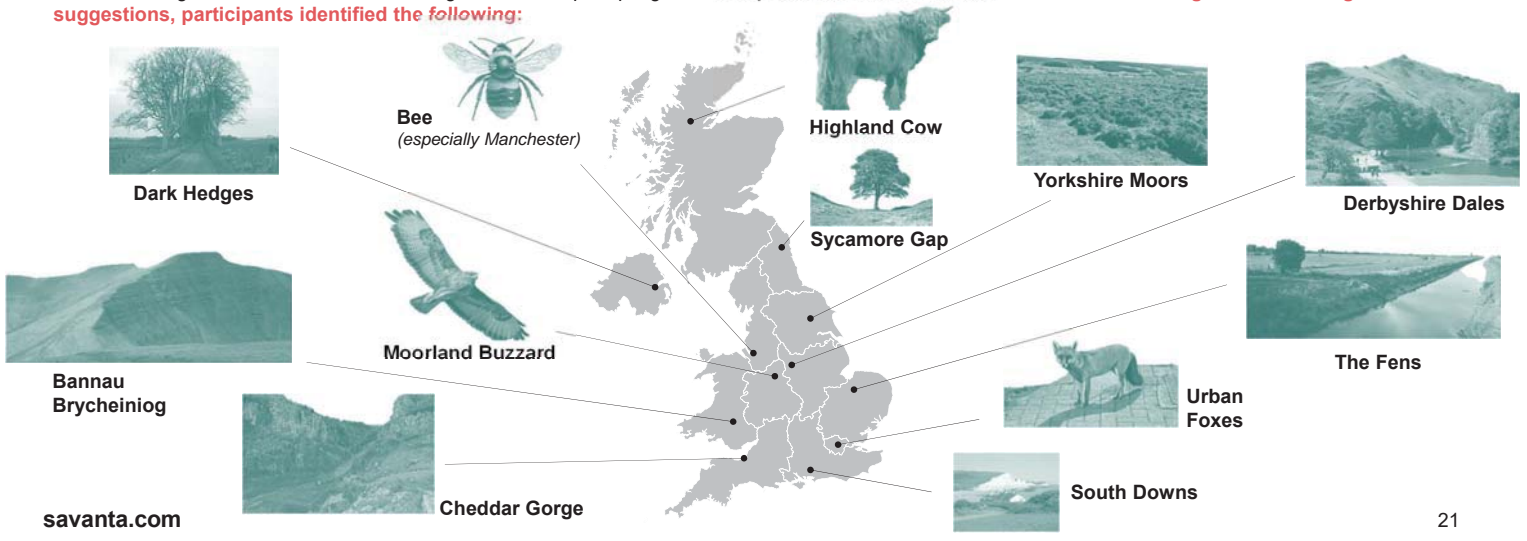 suggestions, participants identified the following:
Bee
(especially Manchester)
Highland Cow
Dark Hedges
Yorkshire Moors
Derbyshire Dales
Sycamore Gap
Moorland Buzzard
The Fens
Bannau
Brycheiniog
Urban
Foxes
Cheddar Gorge
South Downs
savanta.com
21